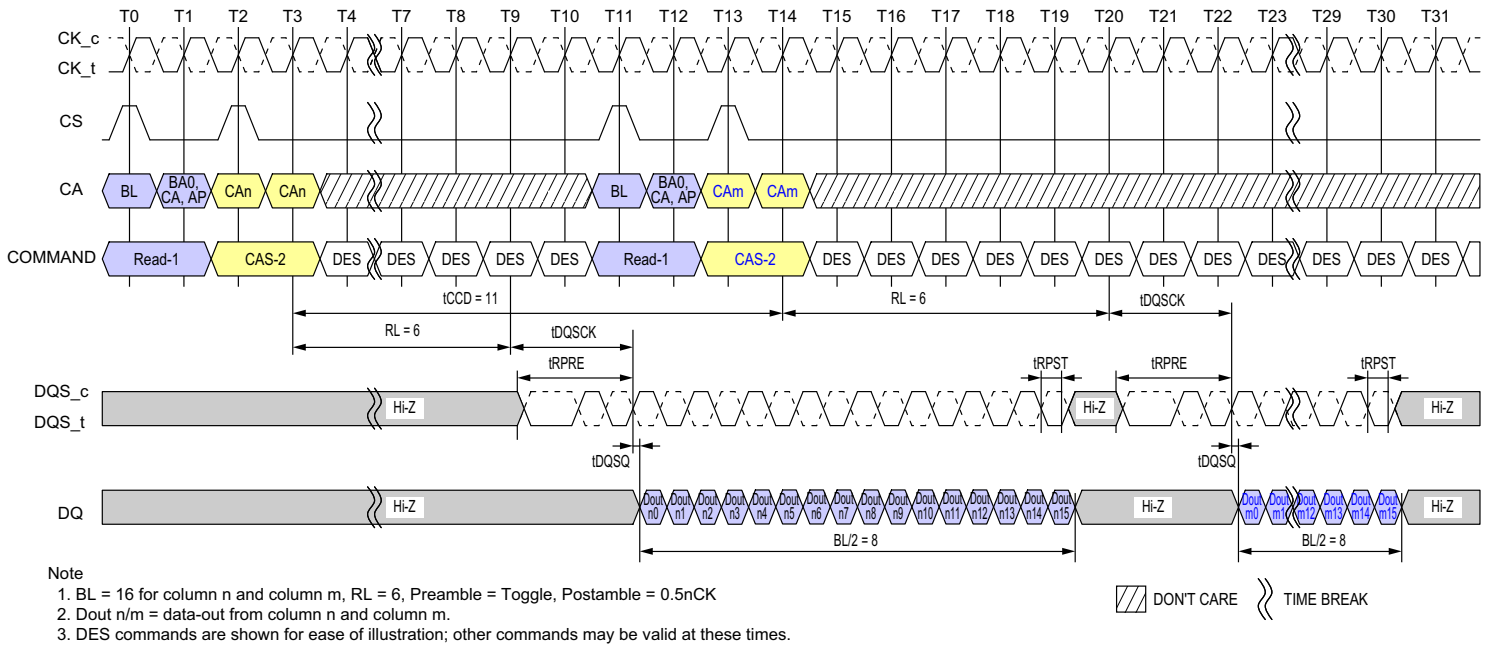 T0 T1 T2 T3 T4 T7 T8 T9 T10 T11 T12 T13 T14 T15 T16 T17 T18 T19 T20 T21 T22 T23 T29 T30 T31
CK_c
CK_t
CS
CA BL BA0, CA, AP CAn CAn BL BA0, CA, AP CAm CAm
COMMAND Read-1 CAS-2 DES DES DES DES DES Read-1 CAS-2 DES DES DES DES DES DES DES DES DES DES DES DES
tCCD = 11 RL = 6 tDQSCK
RL = 6 tDQSCK
tRPRE tRPST tRPRE tRPST
DQS_c
DQS_t
Hi-Z Hi-Z Hi-Z
tDQSQ tDQSQ
DQ Hi-Z Dout n0 Dout n1 Dout n2 Dout n3 Dout n4 Dout n5 Dout n6 Dout n7 Dout n8 Dout n9 Dout n10 Dout n11 Dout n12 Dout n13 Dout n14 Dout n15 Hi-Z Dout m0 Dout m1 Dout m12 Dout m13 Dout m14 Dout m15 Hi-Z
BL/2 = 8 BL/2 = 8
Note
1. BL = 16 for column n and column m, RL = 6, Preamble = Toggle, Postamble = 0.5nCK
2. Dout n/m = data-out from column n and column m.
3. DES commands are shown for ease of illustration; other commands may be valid at these times.
DON'T CARE TIME BREAK